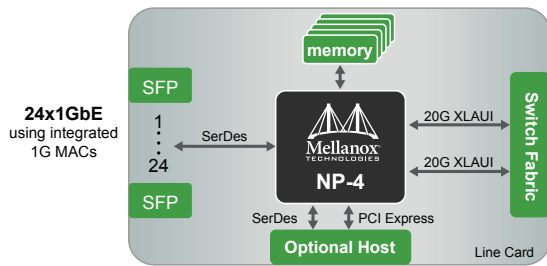 memory
24x1GbE
using integrated
1G MACs
SFP
1
24
SFP
SerDes
Mellanox
TECHNOLOGIES
NP-4
20G XLAUI
20G XLAUI
Switch Fabric
SerDes
PCI Express
Optional Host
Line Card